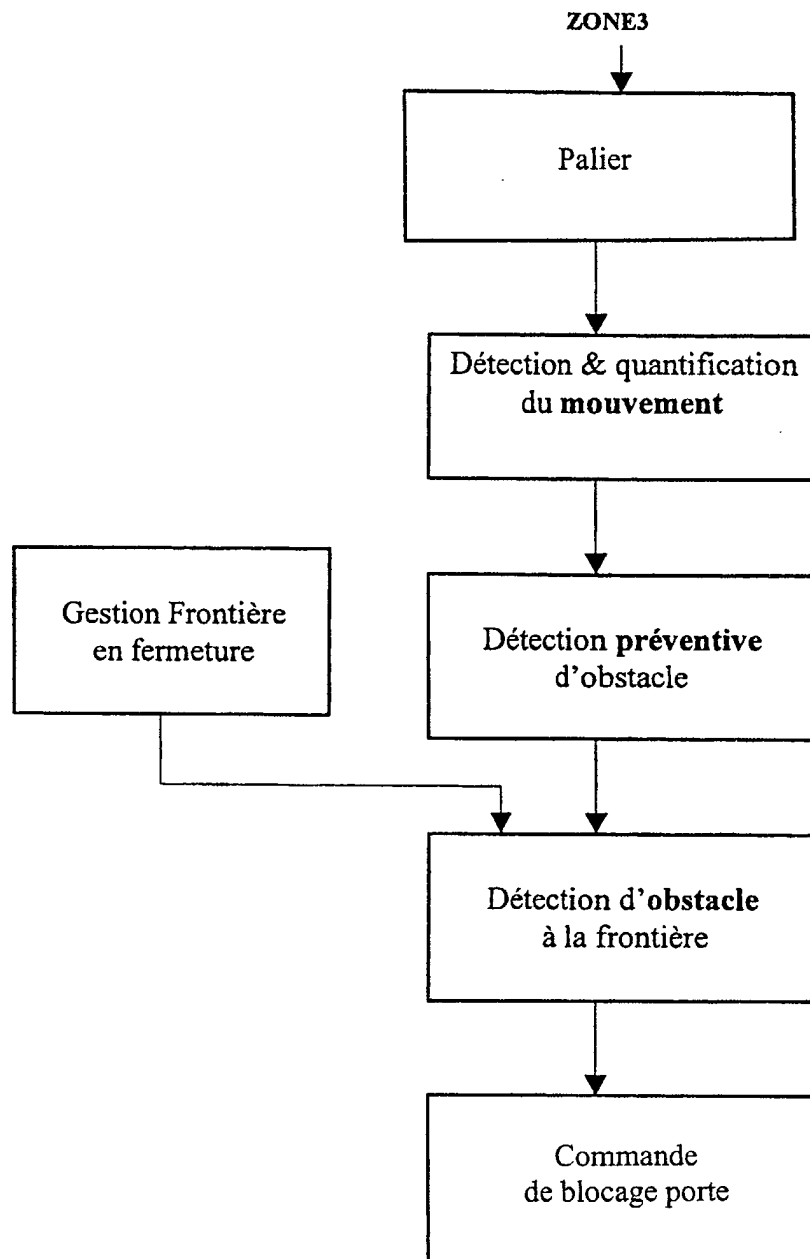 ZONE3
Palier
Détection & quantification
du mouvement
Gestion Frontière
en fermeture
Détection préventive
d'obstacle
Détection d'obstacle
à la frontière
Commande
de blocage porte